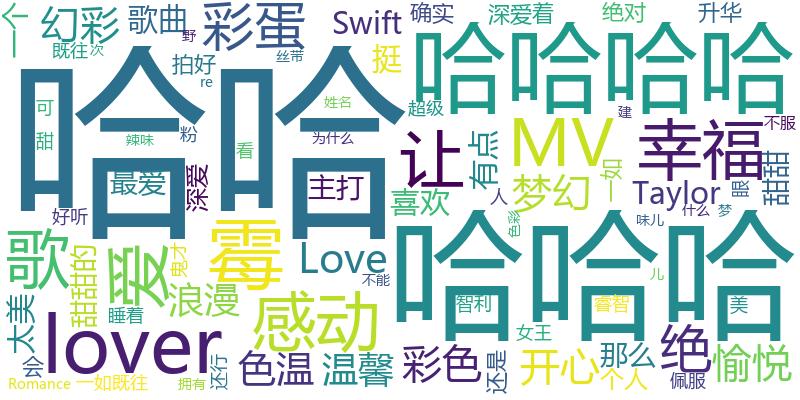 个
幻彩
歌曲
彩蛋
Swift
确实
深爱着
绝对
升华
既往
次
野
丝带
拍好
re
挺
哈哈哈哈
哈哈
可
甜
辣味
粉
看
姓名
为什么
超级
建
不服
最爱
深爱
主打
让
有点
MV
幸福
好听
喜欢
梦幻
一如
Taylor
眼
甜甜
人
什么
梦
歌
甜甜的
爱
鬼才
霉
Love
不能
哈哈哈
色彩
味儿
儿
太美
浪漫
感动
智利
睿智
美
睡着
女王
会
lover
还行
色温
温馨
彩色
还是
开心
那么
绝
愉悦
Romance
一如既往
拥有
个人
佩服